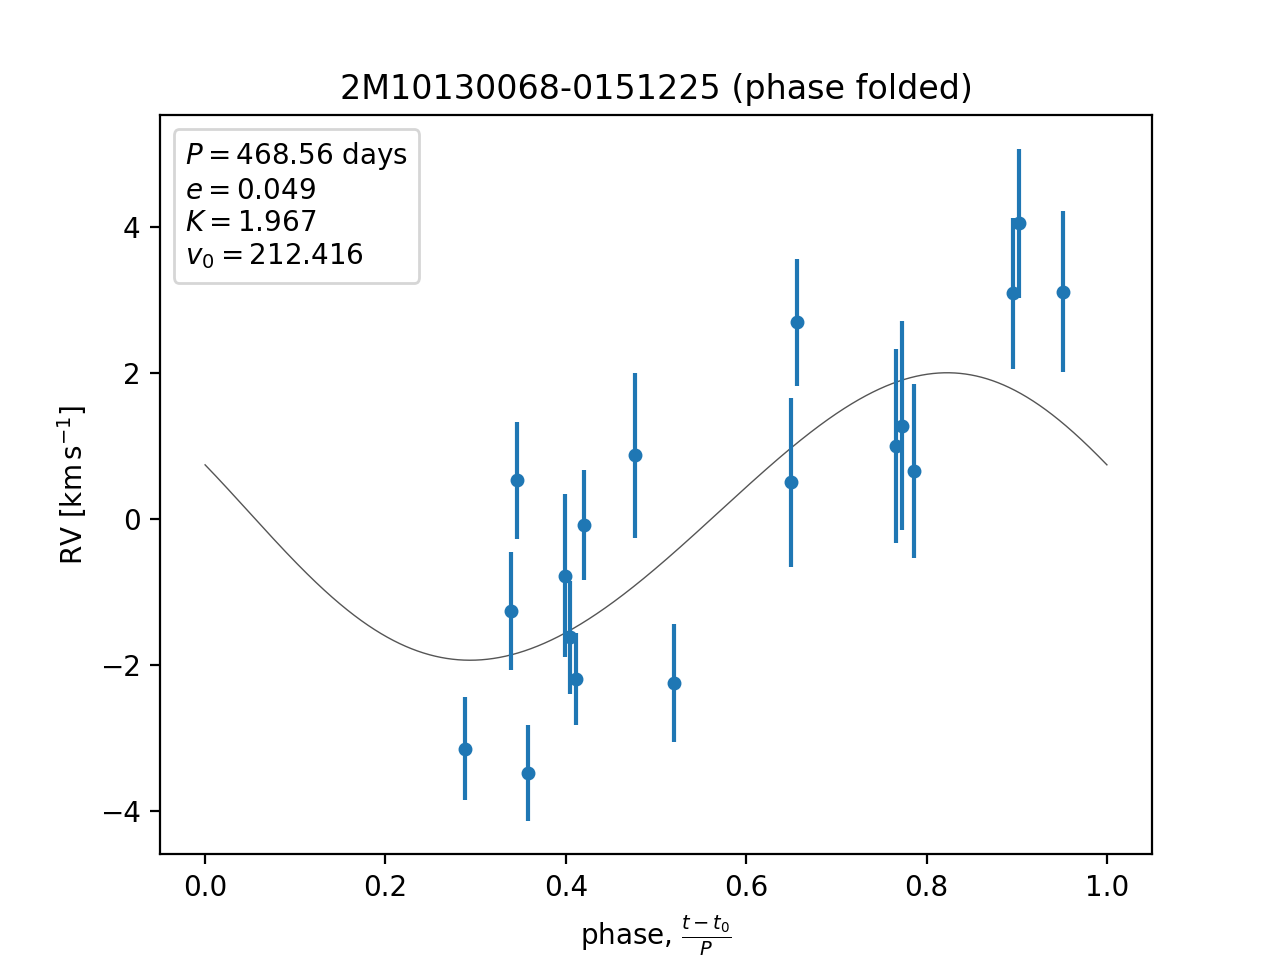 2M10130068-0151225 (phase folded)
P = 468.56 days
e = 0.049
K = 1.967
v₀ = 212.416
4
2
0
−2
−4
RV [km s⁻¹]
0.0 0.2 0.4 0.6 0.8 1.0
phase, (t − t₀)/P